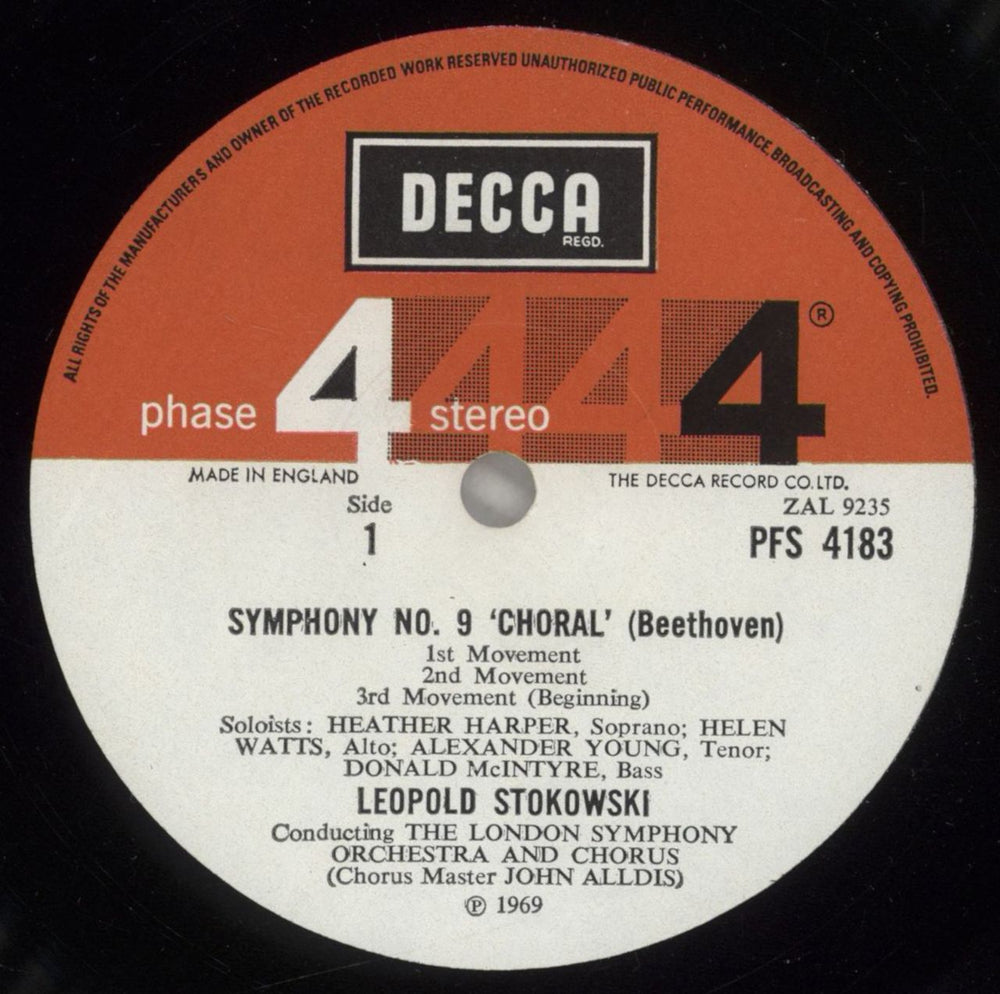 ALL RIGHTS OF THE MANUFACTURERS AND OWNER OF THE RECORDED WORK RESERVED UNAUTHORIZED PUBLIC PERFORMANCE, BROADCASTING AND COPYING PROHIBITED.
DECCA
REGD.
phase 4 stereo 4 4 4 ®
MADE IN ENGLAND
THE DECCA RECORD CO. LTD.
Side
1
ZAL 9235
PFS 4183
SYMPHONY NO. 9 ‘CHORAL’ (Beethoven)
1st Movement
2nd Movement
3rd Movement (Beginning)
Soloists: HEATHER HARPER, Soprano; HELEN
WATTS, Alto; ALEXANDER YOUNG, Tenor;
DONALD McINTYRE, Bass
LEOPOLD STOKOWSKI
Conducting THE LONDON SYMPHONY
ORCHESTRA AND CHORUS
(Chorus Master JOHN ALLDIS)
℗ 1969